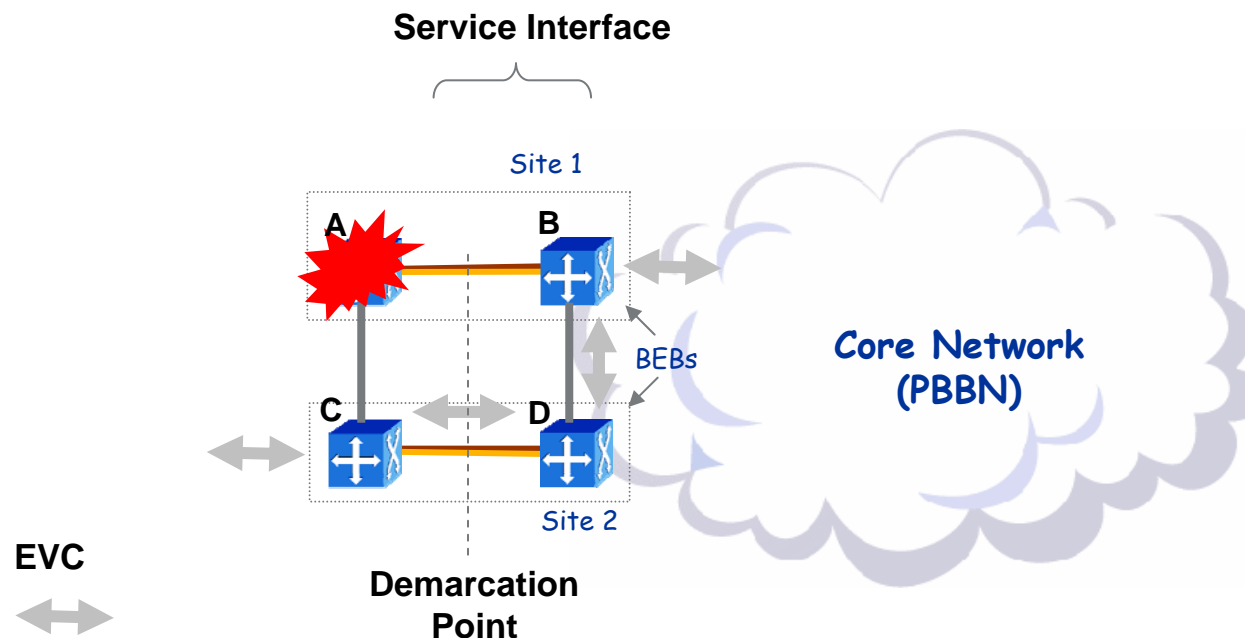 Service Interface
Site 1
A
B
BEBs
Core Network
(PBBN)
C
D
Site 2
EVC
Demarcation
Point